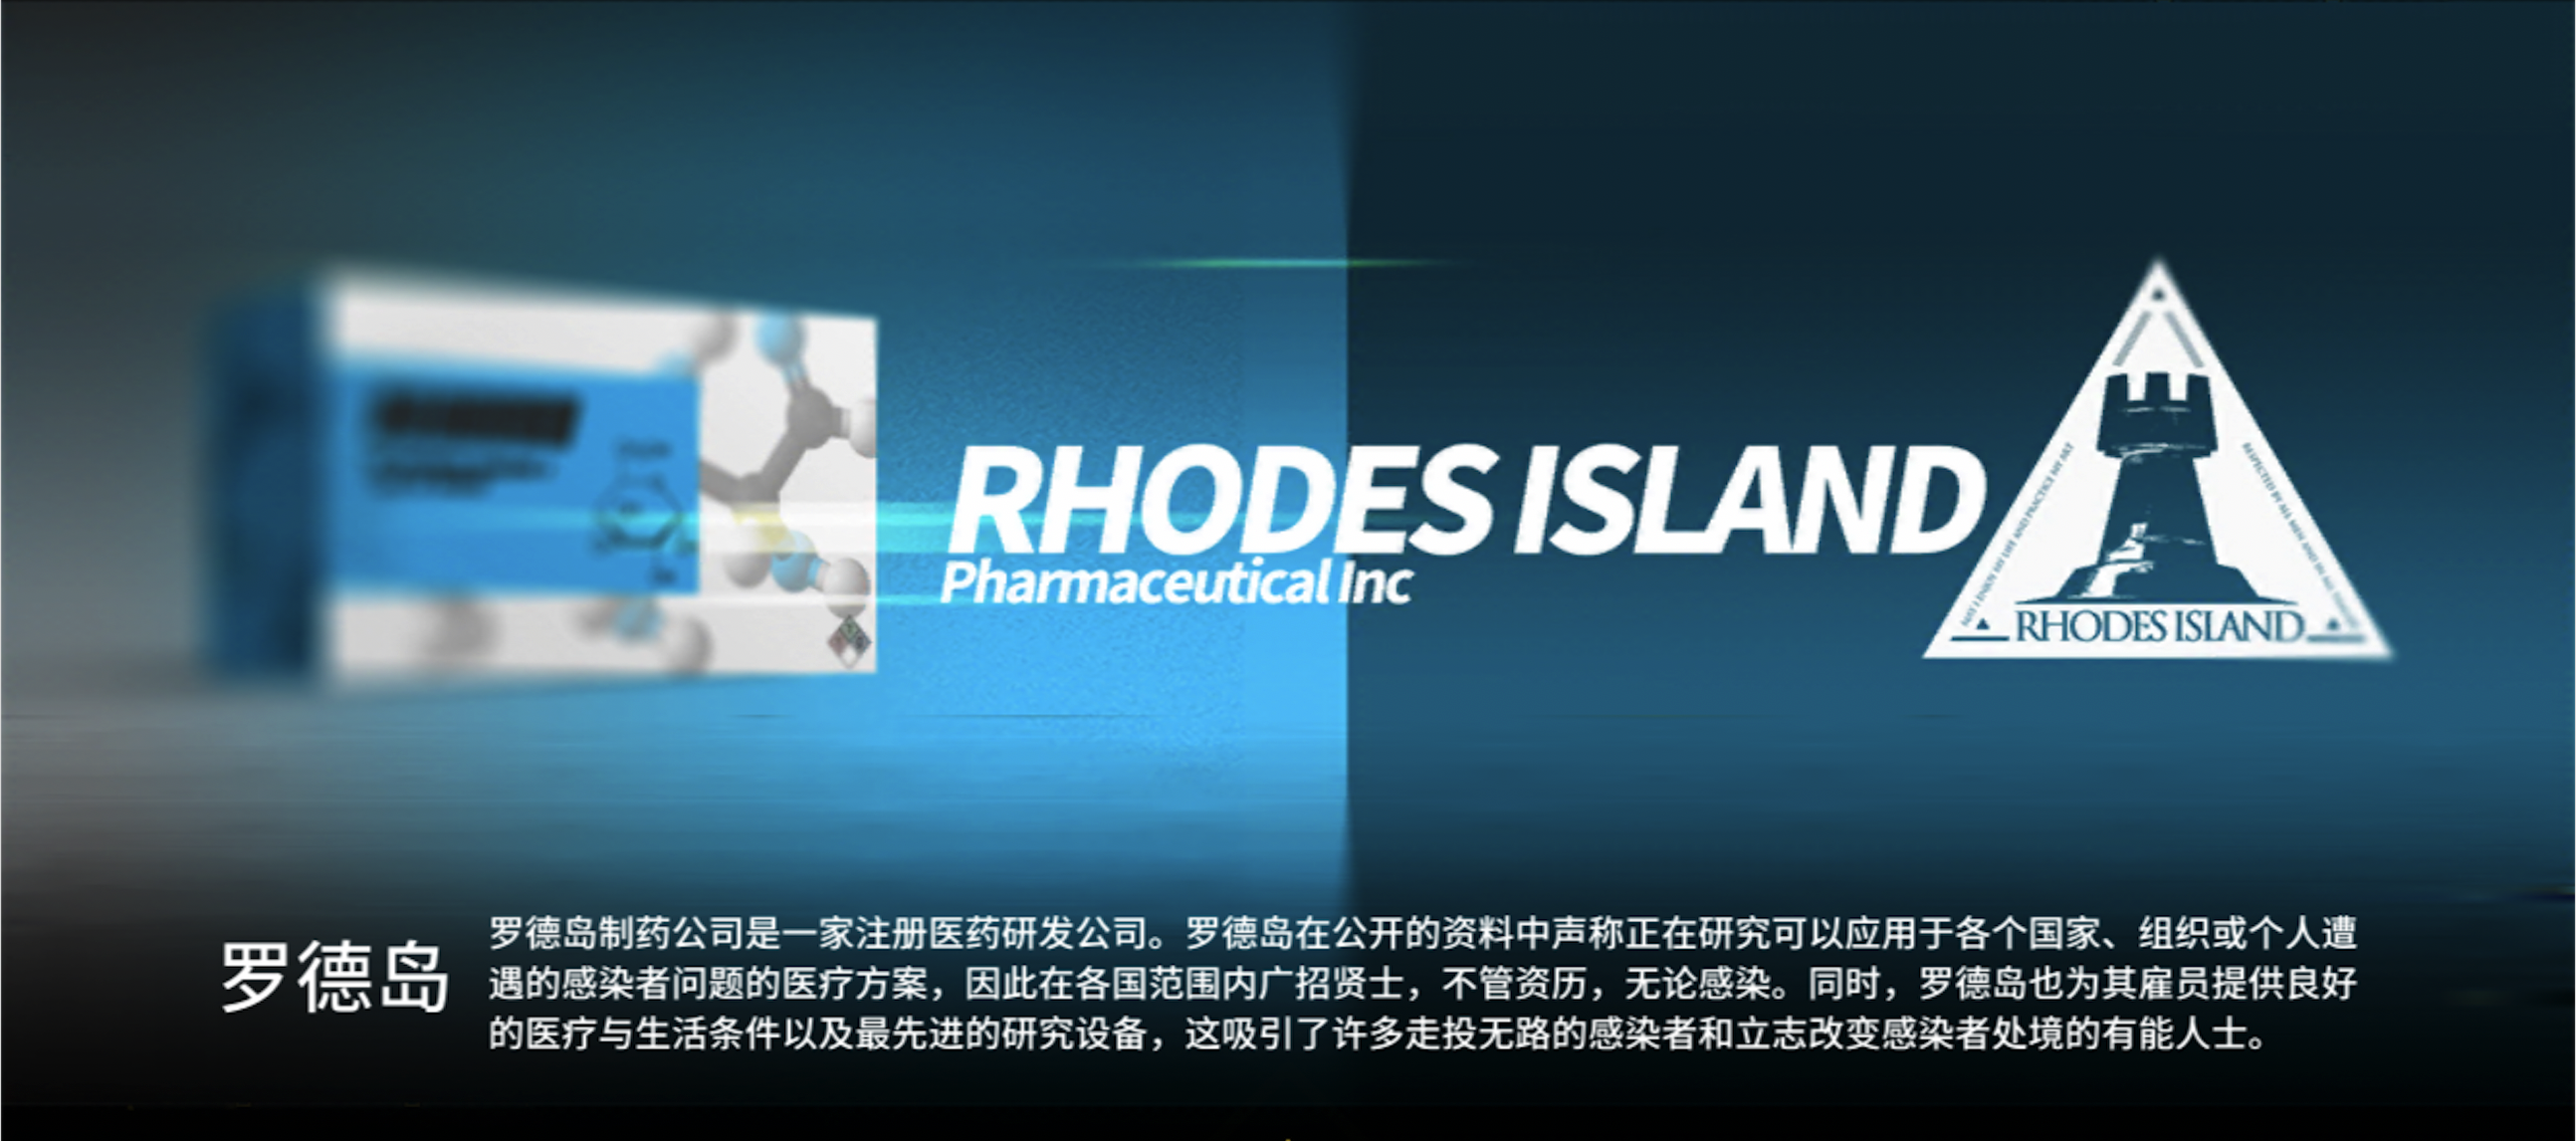 RHODES ISLAND
Pharmaceutical Inc
RHODES ISLAND
罗德岛
罗德岛制药公司是一家注册医药研发公司。罗德岛在公开的资料中声称正在研究可以应用于各个国家、组织或个人遭
遇的感染者问题的医疗方案，因此在各国范围内广招贤士，不管资历，无论感染。同时，罗德岛也为其雇员提供良好
的医疗与生活条件以及最先进的研究设备，这吸引了许多走投无路的感染者和立志改变感染者处境的有能人士。